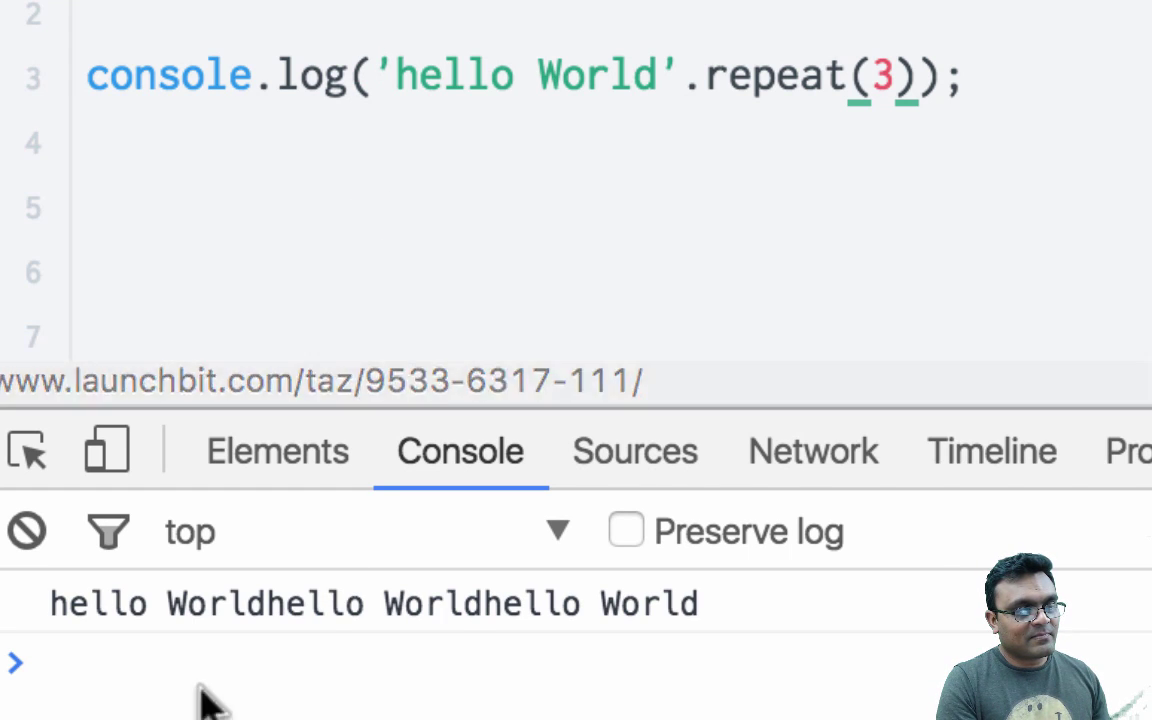 2
3 console.log('hello World'.repeat(3));
4
5
6
7
www.launchbit.com/taz/9533-6317-111/
Elements Console Sources Network Timeline Pro
top ▼ Preserve log
hello Worldhello Worldhello World
>